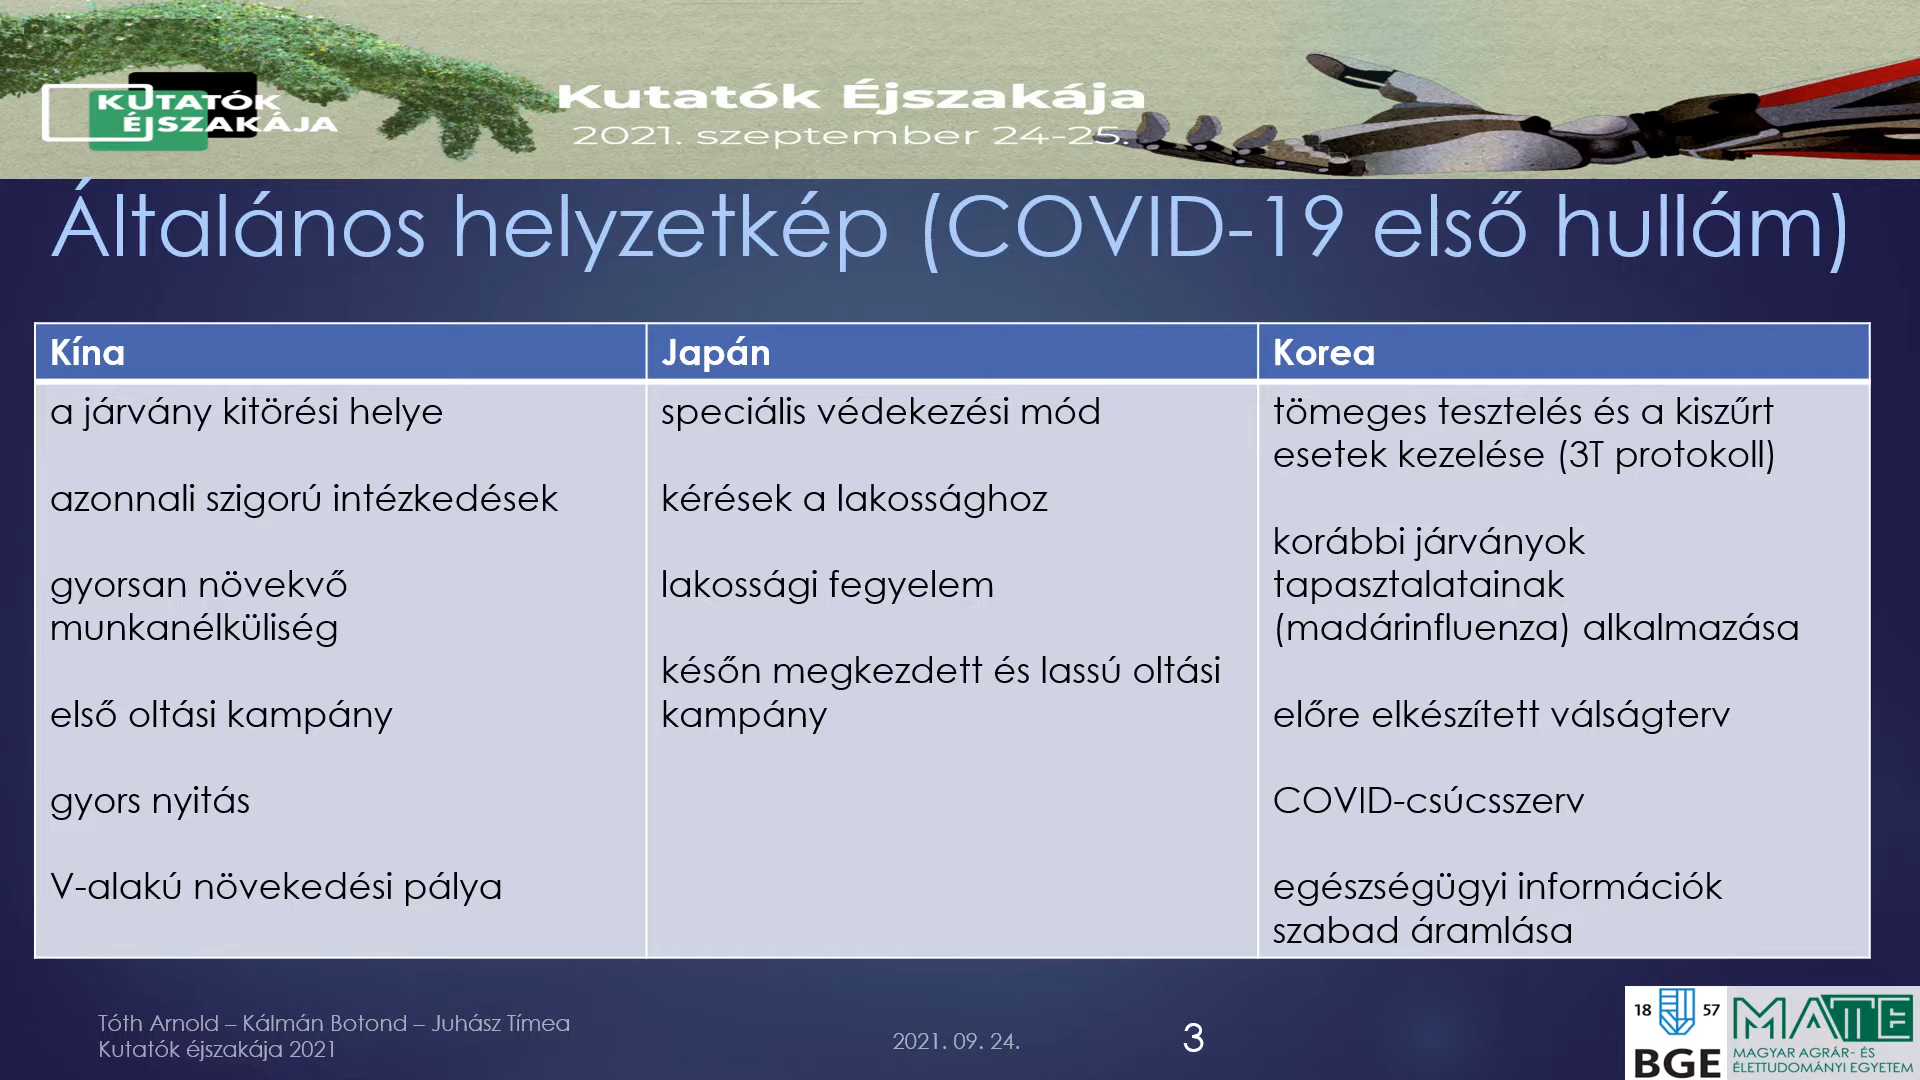 KUTATÓK
ÉJSZAKÁJA
Kutatók Éjszakája
2021. szeptember 24-25.
Általános helyzetkép (COVID-19 első hullám)
Kína
a járvány kitörési helye
azonnali szigorú intézkedések
gyorsan növekvő
munkanélküliség
első oltási kampány
gyors nyitás
V-alakú növekedési pálya
Japán
speciális védekezési mód
kérések a lakossághoz
lakossági fegyelem
későn megkezdett és lassú oltási
kampány
Korea
tömeges tesztelés és a kiszűrt
esetek kezelése (3T protokoll)
korábbi járványok
tapasztalatainak
(madárinfluenza) alkalmazása
előre elkészített válságterv
COVID-csúcsszerv
egészségügyi információk
szabad áramlása
Tóth Arnold – Kálmán Botond – Juhász Tímea
Kutatók éjszakája 2021
2021. 09. 24.
3
18 57
BGE
MATE
MAGYAR AGRÁR- ÉS
ÉLETTUDOMÁNYI EGYETEM